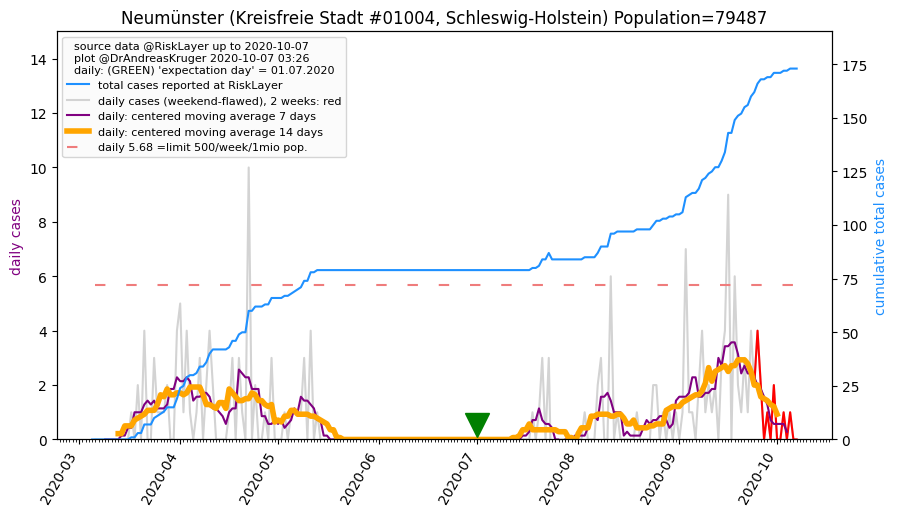 Neumünster (Kreisfreie Stadt #01004, Schleswig-Holstein) Population=79487
source data @RiskLayer up to 2020-10-07
plot @DrAndreasKruger 2020-10-07 03:26
daily: (GREEN) 'expectation day' = 01.07.2020
total cases reported at RiskLayer
daily cases (weekend-flawed), 2 weeks: red
daily: centered moving average 7 days
daily: centered moving average 14 days
daily 5.68 =limit 500/week/1mio pop.
daily cases
14
12
10
8
6
4
2
0
175
150
125
100
75
50
25
0
cumulative total cases
2020-03
2020-04
2020-05
2020-06
2020-07
2020-08
2020-09
2020-10